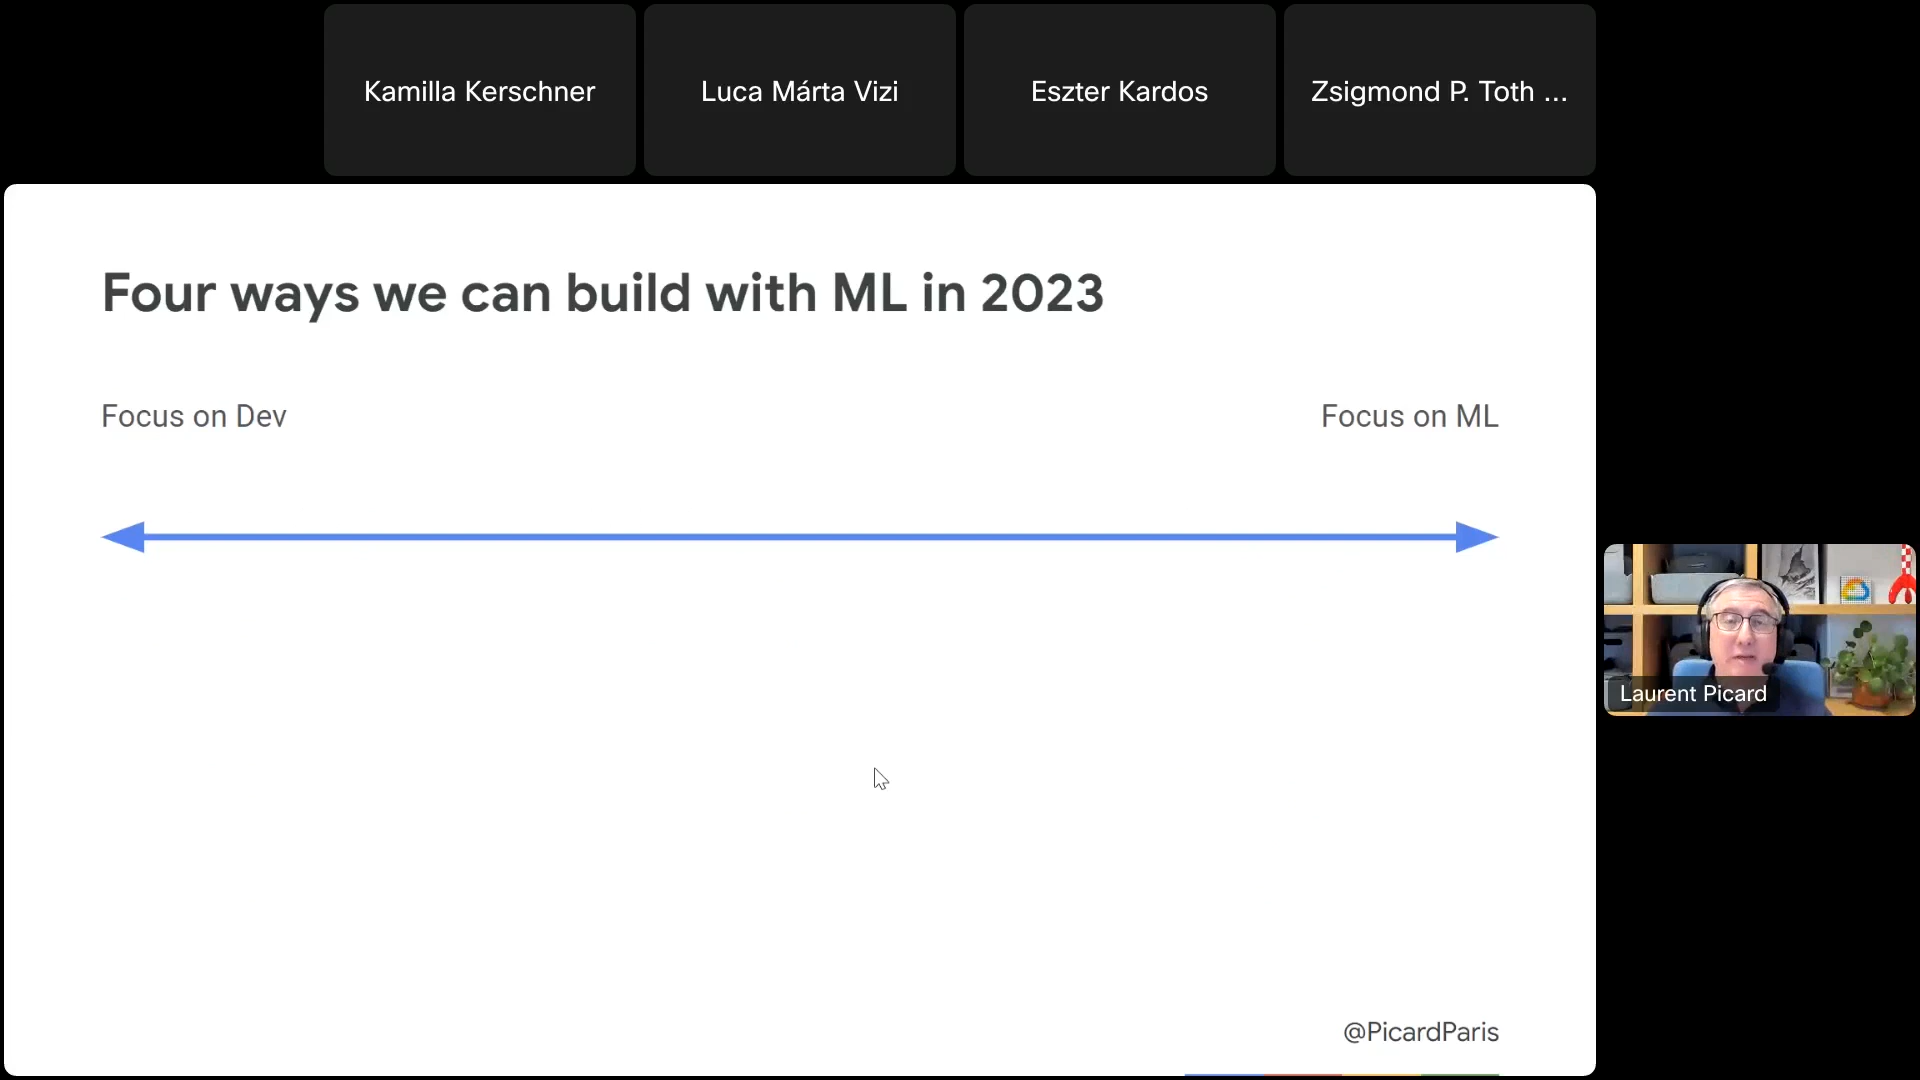 Kamilla Kerschner
Luca Márta Vizi
Eszter Kardos
Zsigmond P. Toth ...
Four ways we can build with ML in 2023
Focus on Dev
Focus on ML
Laurent Picard
@PicardParis